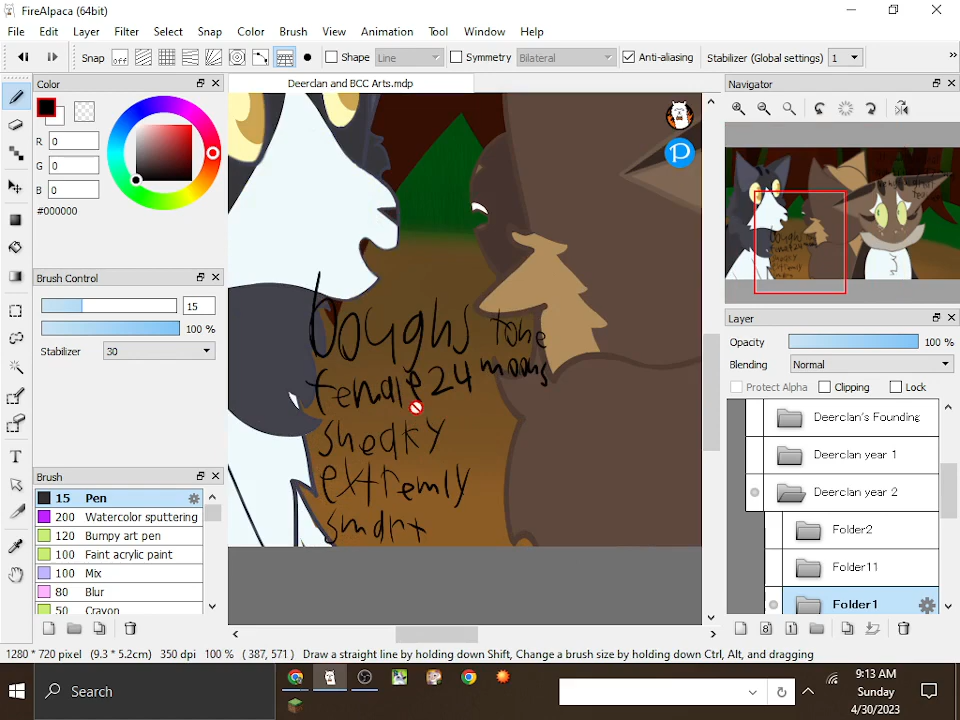 FireAlpaca (64bit)
File Edit Layer Filter Select Snap Color Brush View Animation Tool Window Help
Snap off Shape Line Symmetry Bilateral Anti-aliasing Stabilizer (Global settings) 1
Color
R 0
G 0
B 0
#000000
Brush Control
15
100 %
Stabilizer 30
Brush
15 Pen
200 Watercolor sputtering
120 Bumpy art pen
100 Faint acrylic paint
100 Mix
80 Blur
50 Crayon
Deerclan and BCC Arts.mdp
boughs tone
female 24 moons
sneaky
extremly
smart
Navigator
Layer
Opacity 100 %
Blending Normal
Protect Alpha Clipping Lock
Deerclan's Founding
Deerclan year 1
Deerclan year 2
Folder2
Folder11
Folder1
1280 * 720 pixel (9.3 * 5.2cm) 350 dpi 100 % ( 387, 571 ) Draw a straight line by holding down Shift, Change a brush size by holding down Ctrl, Alt, and dragging
Search
9:13 AM
Sunday
4/30/2023